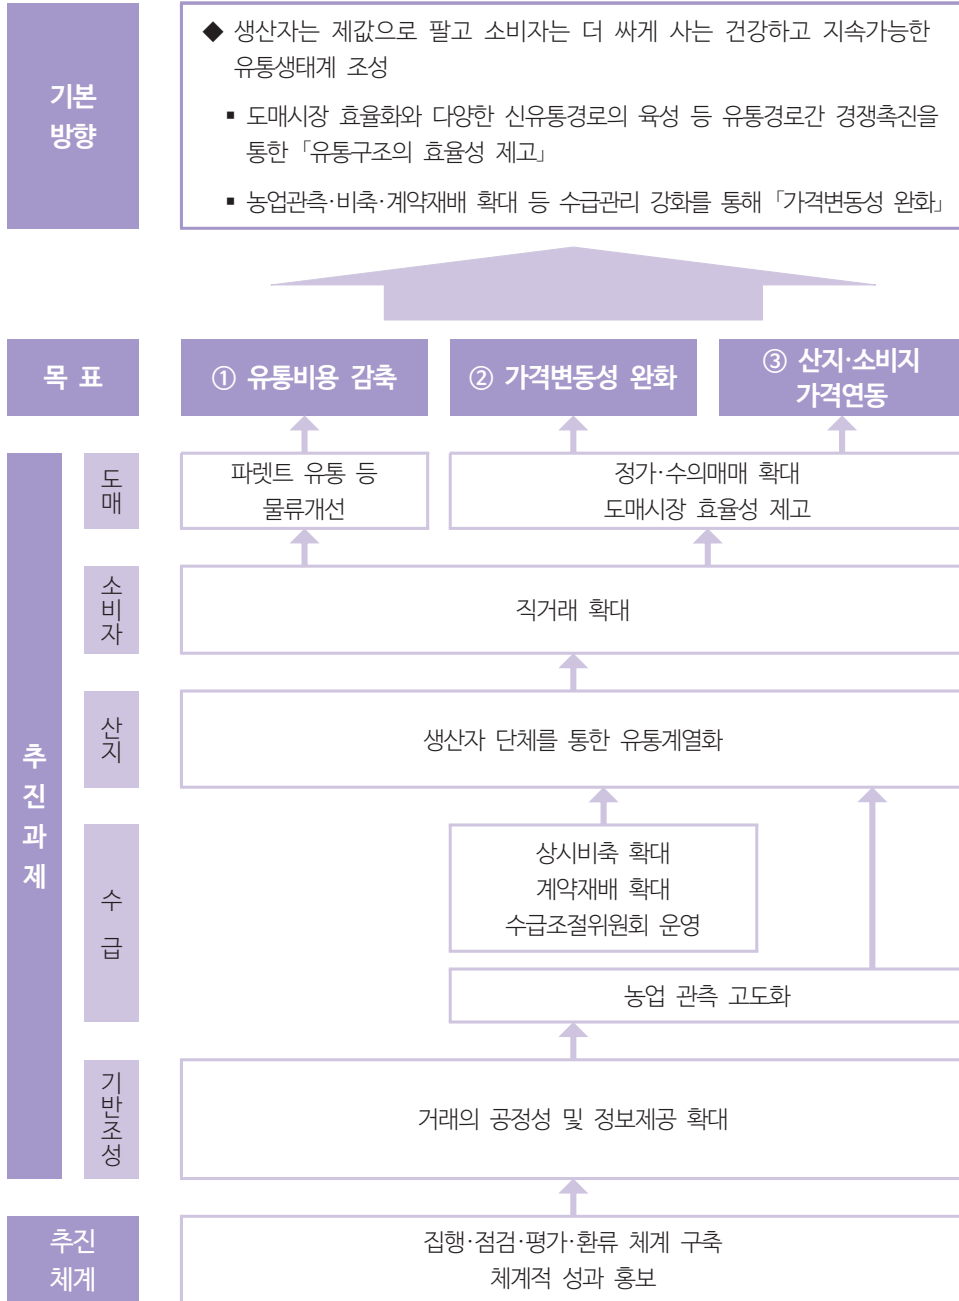 기본
방향
◆ 생산자는 제값으로 팔고 소비자는 더 싸게 사는 건강하고 지속가능한
유통생태계 조성
▪ 도매시장 효율화와 다양한 신유통경로의 육성 등 유통경로간 경쟁촉진을
통한 「유통구조의 효율성 제고」
▪ 농업관측·비축·계약재배 확대 등 수급관리 강화를 통해 「가격변동성 완화」
목 표
① 유통비용 감축
② 가격변동성 완화
③ 산지·소비지
가격연동
추진과제
도매
파렛트 유통 등
물류개선
정가·수의매매 확대
도매시장 효율성 제고
소비자
직거래 확대
산지
생산자 단체를 통한 유통계열화
수급
상시비축 확대
계약재배 확대
수급조절위원회 운영
농업 관측 고도화
기반조성
거래의 공정성 및 정보제공 확대
추진
체계
집행·점검·평가·환류 체계 구축
체계적 성과 홍보